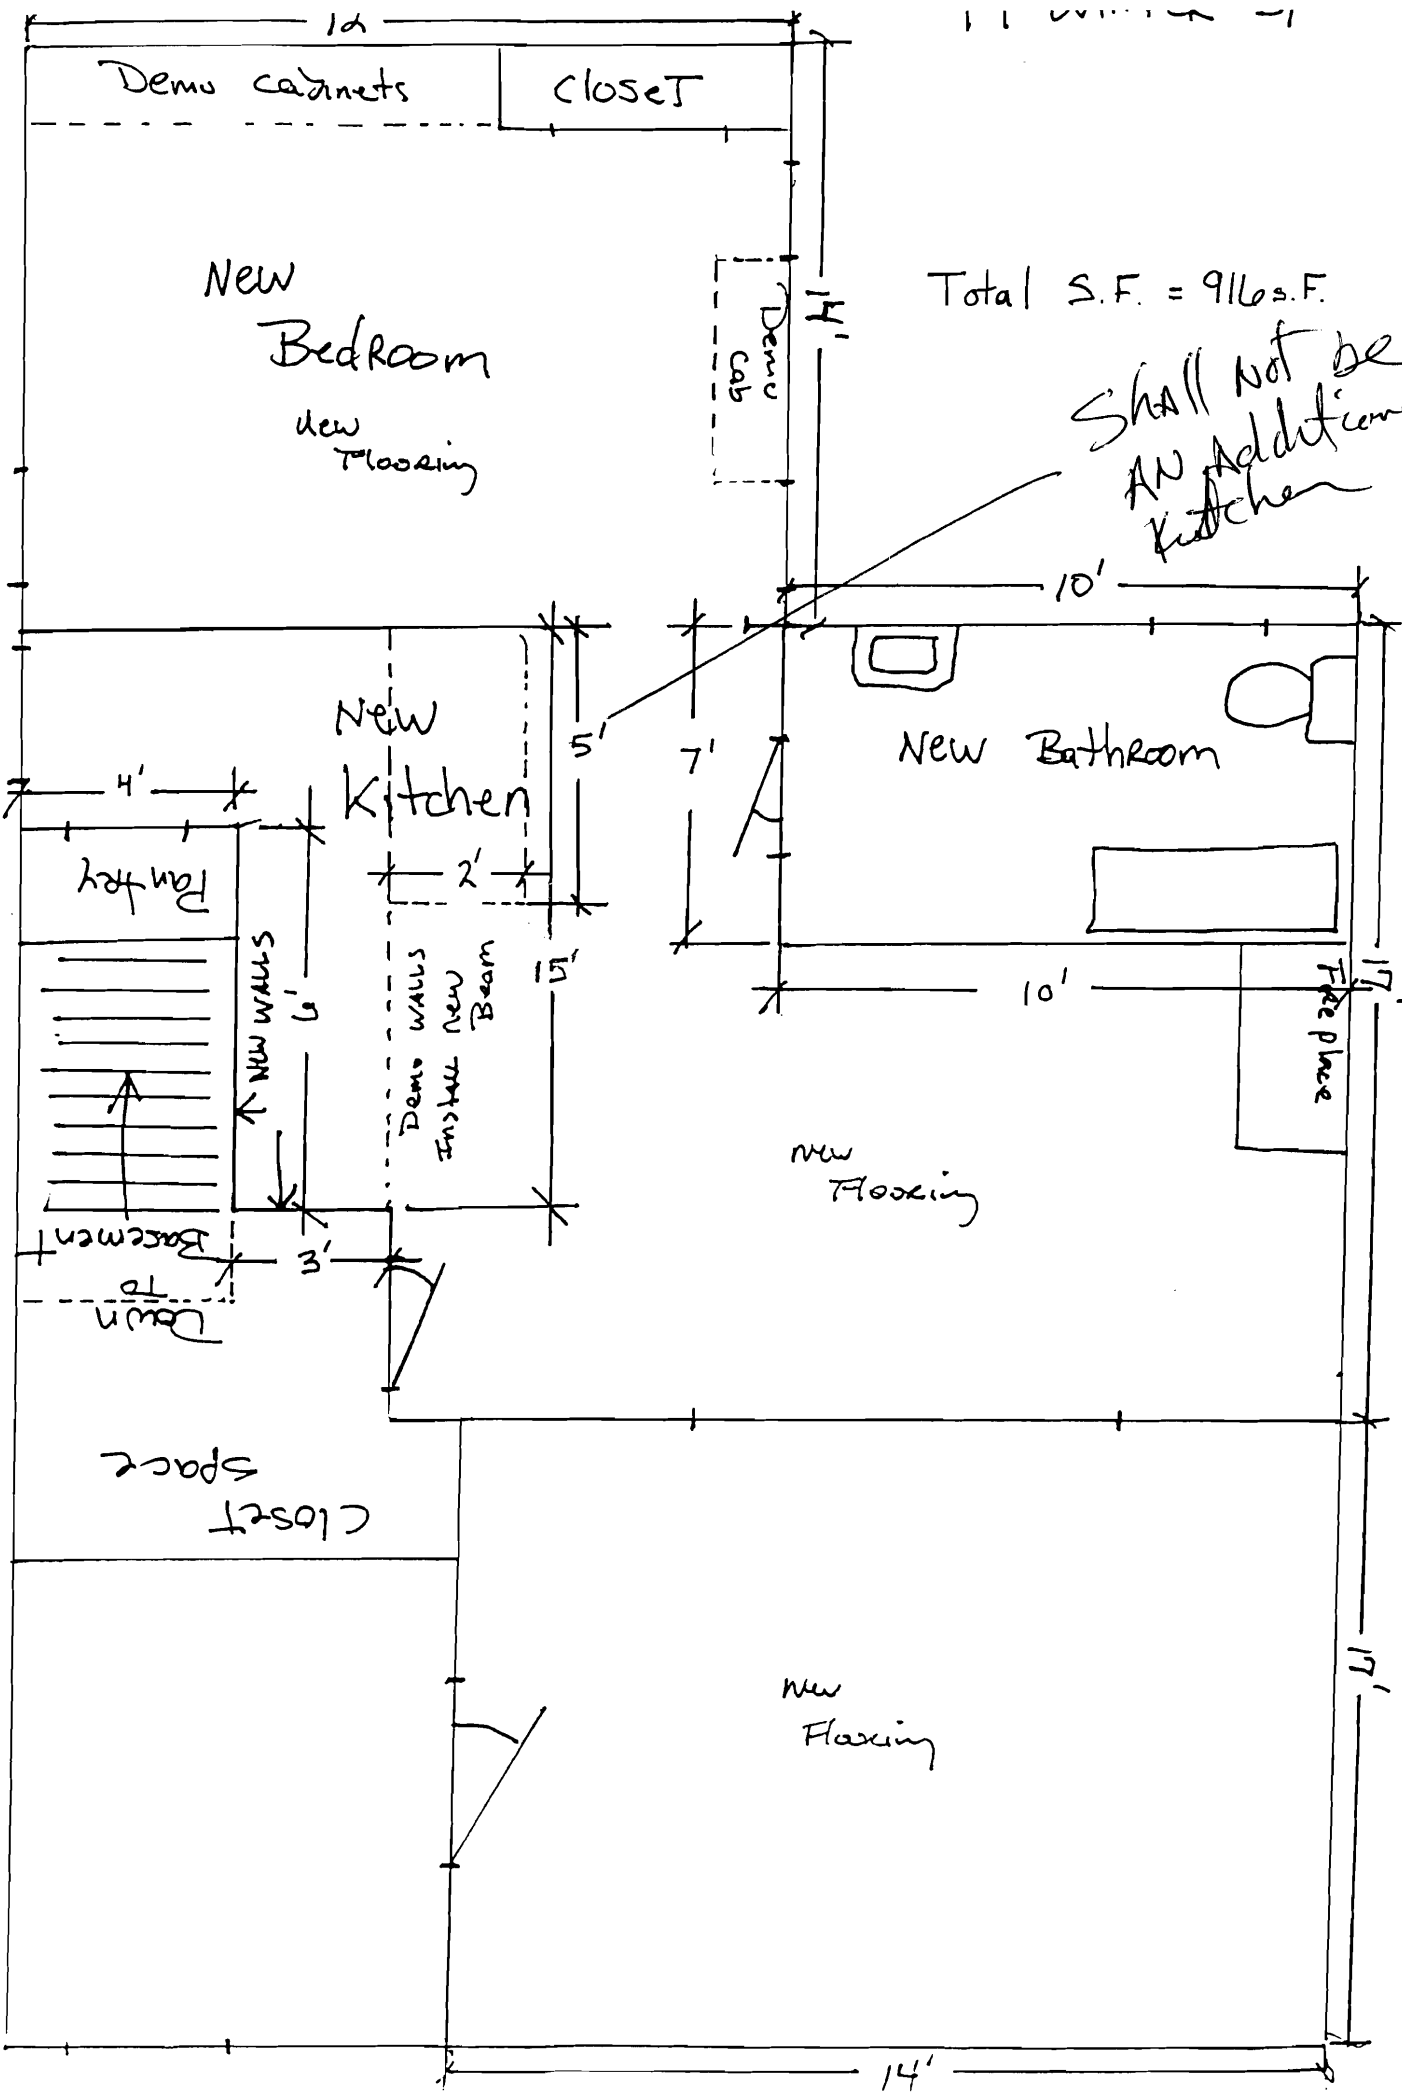 12
Demo cabinets
Closet
New
Bedroom
New
Flooring
Demo
Cab
14'
Total S.F. = 916 s.F.
Shall Not be
AN Addition
Kitchen
10'
New
Kitchen
5'
7'
New Bathroom
4'
2'
Pantry
NEW WALLS
6'
Demo WALLS
Install New
Beam
15'
10'
17'
Fireplace
New
Flooring
3'
Down
To
Basement
Closet
Space
New
Flooring
17'
14'